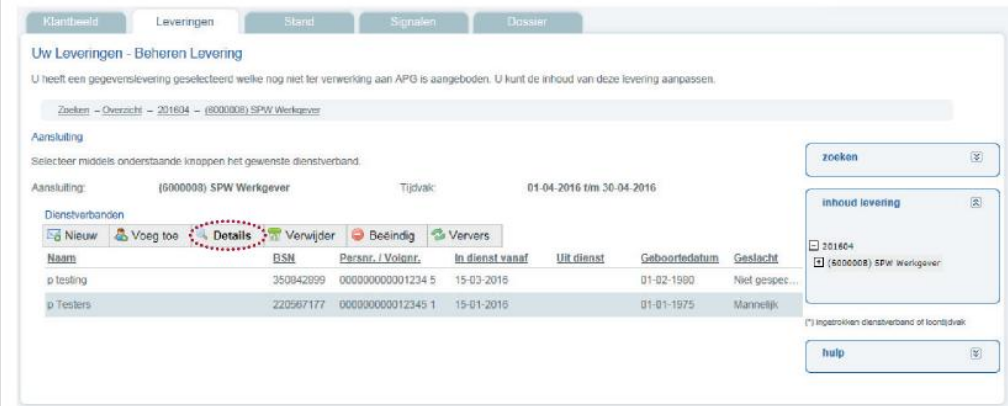 Klantbeeld Leveringen Stand Signalen Dossier
Uw Leveringen - Beheren Levering
U heeft een gegevenslevering geselecteerd welke nog niet ter verwerking aan APG is aangeboden. U kunt de inhoud van deze levering aanpassen.
Zoeken – Overzicht – 201604 – (6000008) SPW Werkgever
Aansluiting
Selecteer middels onderstaande knoppen het gewenste dienstverband.
Aansluiting: (6000008) SPW Werkgever Tijdvak: 01-04-2016 t/m 30-04-2016
Dienstverbanden
Nieuw Voeg toe Details Verwijder Beëindig Ververs
Naam BSN Persnr. / Volgnr. In dienst vanaf Uit dienst Geboortedatum Geslacht
p testing 350842899 000000000001234 5 15-03-2016 01-02-1980 Niet gespec...
p Testers 220567177 000000000012345 1 15-01-2016 01-01-1975 Mannelijk
zoeken
inhoud levering
201604
(6000008) SPW Werkgever
(*) ingetrokken dienstverband of loontijdvak
hulp